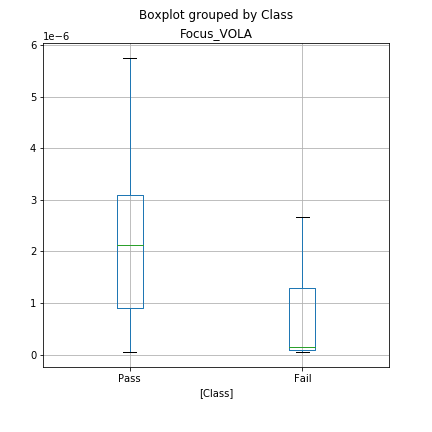 Boxplot grouped by Class
Focus_VOLA
1e−6
6
5
4
3
2
1
0
Pass Fail
[Class]